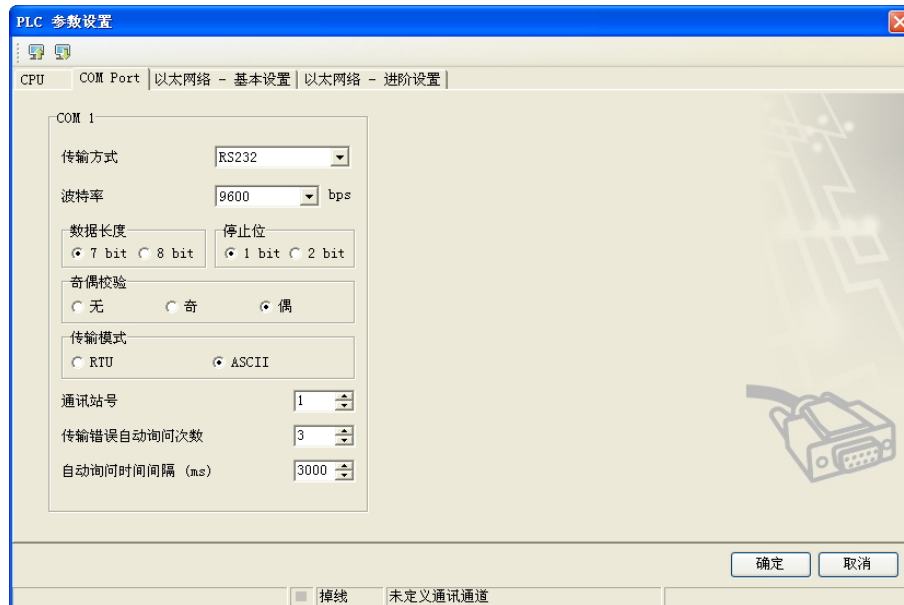 PLC 参数设置
CPU COM Port 以太网络 - 基本设置 以太网络 - 进阶设置
COM 1
传输方式 RS232
波特率 9600 bps
数据长度 停止位
7 bit 8 bit 1 bit 2 bit
奇偶校验
无 奇 偶
传输模式
RTU ASCII
通讯站号 1
传输错误自动询问次数 3
自动询问时间间隔 (ms) 3000
确定 取消
掉线 未定义通讯通道